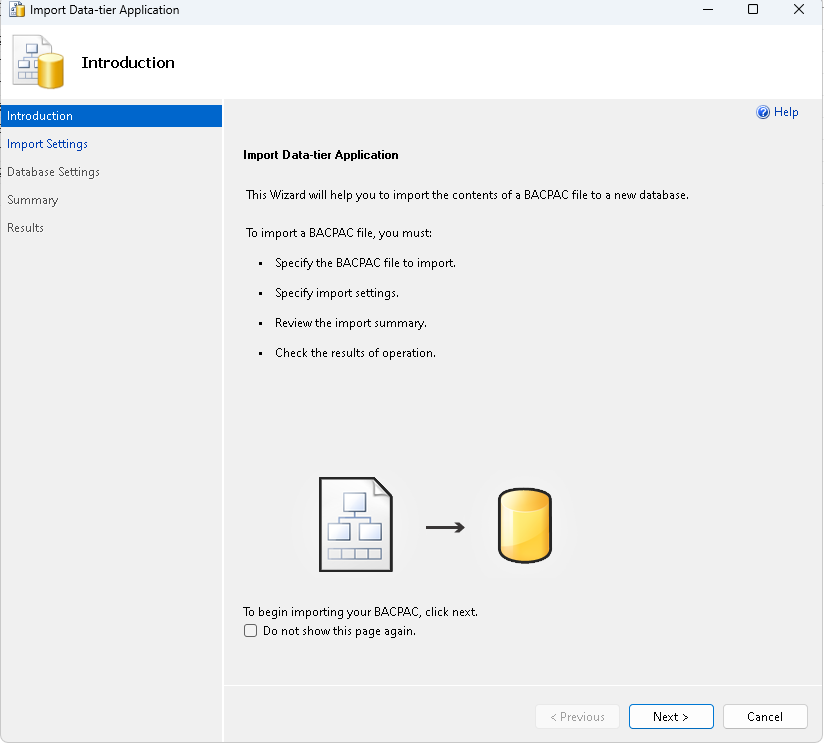 Import Data-tier Application
Introduction
Introduction
Import Settings
Database Settings
Summary
Results
Help
Import Data-tier Application
This Wizard will help you to import the contents of a BACPAC file to a new database.
To import a BACPAC file, you must:
• Specify the BACPAC file to import.
• Specify import settings.
• Review the import summary.
• Check the results of operation.
To begin importing your BACPAC, click next.
Do not show this page again.
< Previous
Next >
Cancel